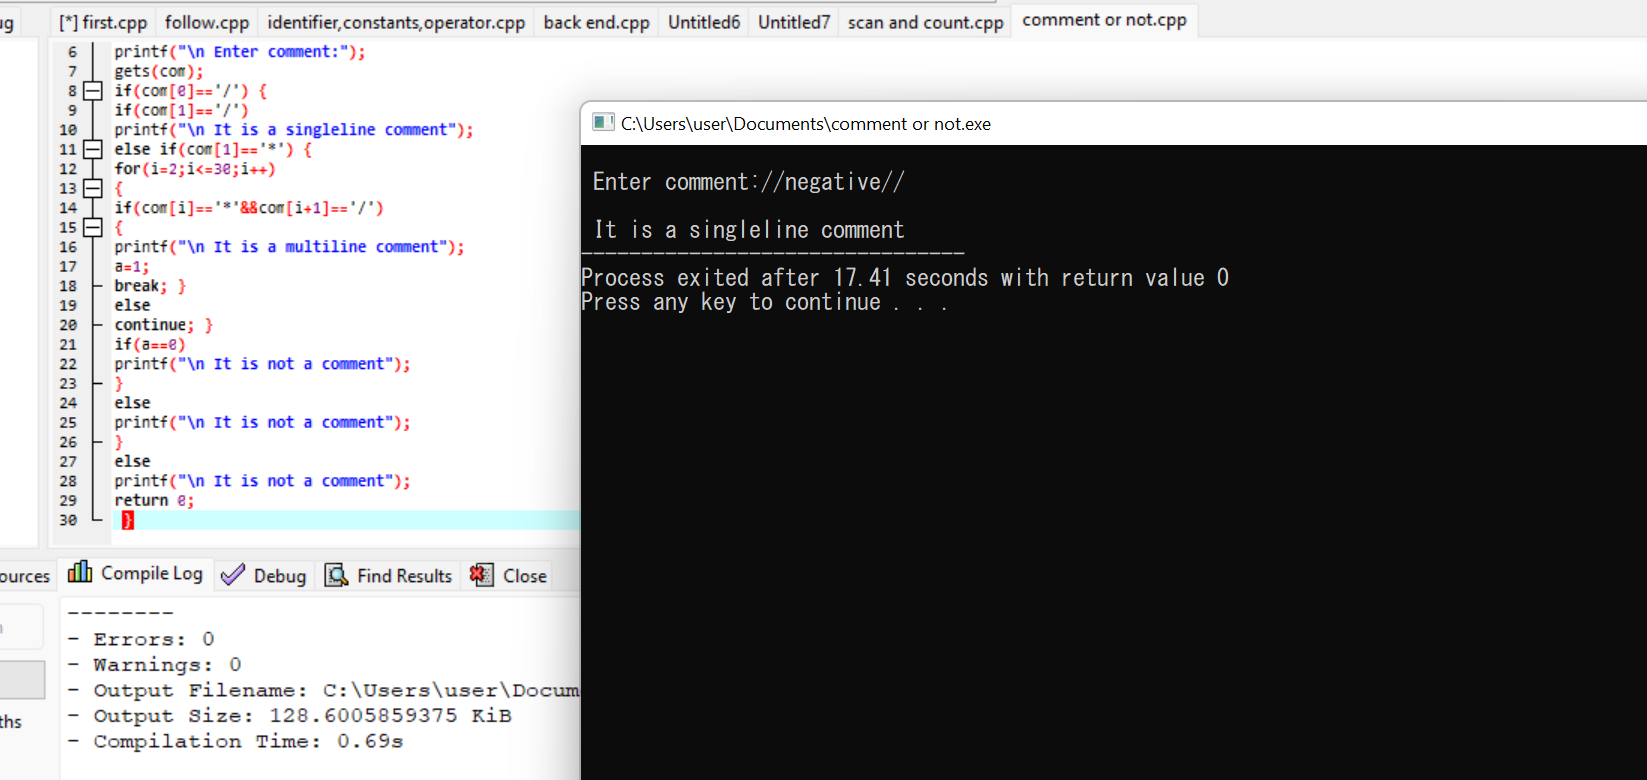 ug
[*] first.cpp follow.cpp identifier,constants,operator.cpp back end.cpp Untitled6 Untitled7 scan and count.cpp comment or not.cpp
6 printf("\n Enter comment:");
7 gets(com);
8 if(com[0]=='/') {
9 if(com[1]=='/')
10 printf("\n It is a singleline comment");
11 else if(com[1]=='*') {
12 for(i=2;i<=30;i++)
13 {
14 if(com[i]=='*'&&com[i+1]=='/')
15 {
16 printf("\n It is a multiline comment");
17 a=1;
18 break; }
19 else
20 continue; }
21 if(a==0)
22 printf("\n It is not a comment");
23 }
24 else
25 printf("\n It is not a comment");
26 }
27 else
28 printf("\n It is not a comment");
29 return 0;
30 }
C:\Users\user\Documents\comment or not.exe
Enter comment://negative//
It is a singleline comment
--------------------------------
Process exited after 17.41 seconds with return value 0
Press any key to continue . . .
ources Compile Log Debug Find Results Close
--------
- Errors: 0
- Warnings: 0
- Output Filename: C:\Users\user\Docum
- Output Size: 128.6005859375 KiB
- Compilation Time: 0.69s
ths